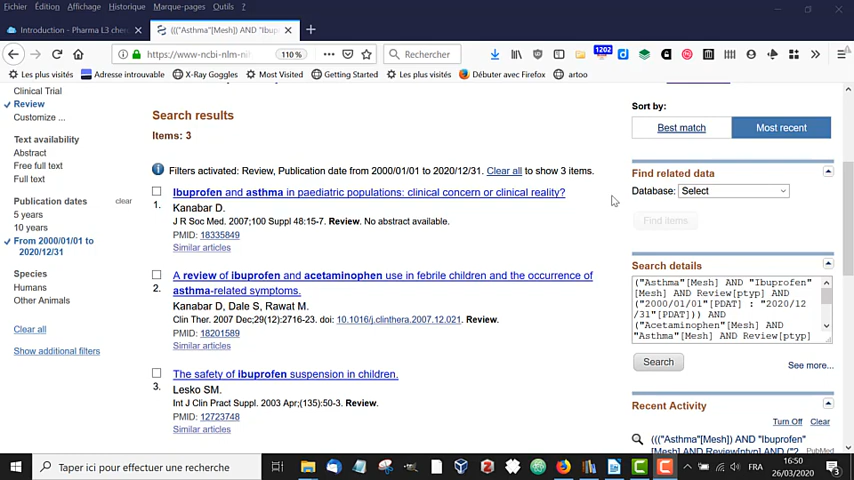 Fichier Édition Affichage Historique Marque-pages Outils Aide
Introduction - Pharma L3 cherc
((("Asthma"[Mesh]) AND "Ibup
https://www-ncbi-nlm-ni
110 %
Rechercher
1202
Les plus visités Adresse introuvable X-Ray Goggles Most Visited Getting Started Les plus visités Débuter avec Firefox artoo
Clinical Trial
Review
Customize ...
Text availability
Abstract
Free full text
Full text
Publication dates clear
5 years
10 years
From 2000/01/01 to
2020/12/31
Species
Humans
Other Animals
Clear all
Show additional filters
Search results
Items: 3
Filters activated: Review, Publication date from 2000/01/01 to 2020/12/31. Clear all to show 3 items.
Ibuprofen and asthma in paediatric populations: clinical concern or clinical reality?
1. Kanabar D.
J R Soc Med. 2007;100 Suppl 48:15-7. Review. No abstract available.
PMID: 18335849
Similar articles
A review of ibuprofen and acetaminophen use in febrile children and the occurrence of
2. asthma-related symptoms.
Kanabar D, Dale S, Rawat M.
Clin Ther. 2007 Dec;29(12):2716-23. doi: 10.1016/j.clinthera.2007.12.021. Review.
PMID: 18201589
Similar articles
The safety of ibuprofen suspension in children.
3. Lesko SM.
Int J Clin Pract Suppl. 2003 Apr;(135):50-3. Review.
PMID: 12723748
Similar articles
Sort by:
Best match Most recent
Find related data
Database: Select
Find items
Search details
("Asthma"[Mesh] AND "Ibuprofen"
[Mesh] AND Review[ptyp] AND
("2000/01/01"[PDAT] : "2020/12
/31"[PDAT])) AND
("Acetaminophen"[Mesh] AND
"Asthma"[Mesh] AND Review[ptyp]
Search See more...
Recent Activity
Turn Off Clear
((("Asthma"[Mesh]) AND "Ibuprofen"
PubMed
Taper ici pour effectuer une recherche
FRA
16:50
26/03/2020
3